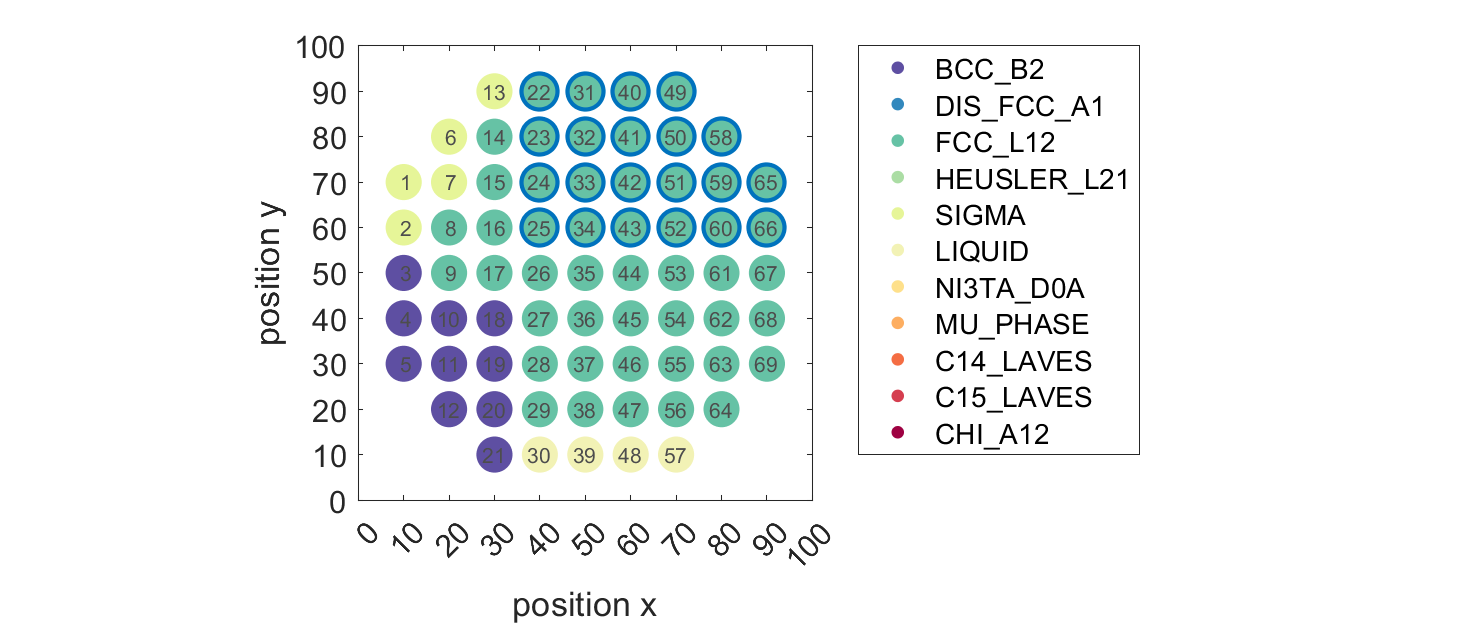 100
90
80
70
60
50
40
30
20
10
0
position y
13 22 31 40 49
6 14 23 32 41 50 58
1 7 15 24 33 42 51 59 65
2 8 16 25 34 43 52 60 66
3 9 17 26 35 44 53 61 67
4 10 18 27 36 45 54 62 68
5 11 19 28 37 46 55 63 69
12 20 29 38 47 56 64
21 30 39 48 57
0 10 20 30 40 50 60 70 80 90 100
position x
BCC_B2
DIS_FCC_A1
FCC_L12
HEUSLER_L21
SIGMA
LIQUID
NI3TA_D0A
MU_PHASE
C14_LAVES
C15_LAVES
CHI_A12